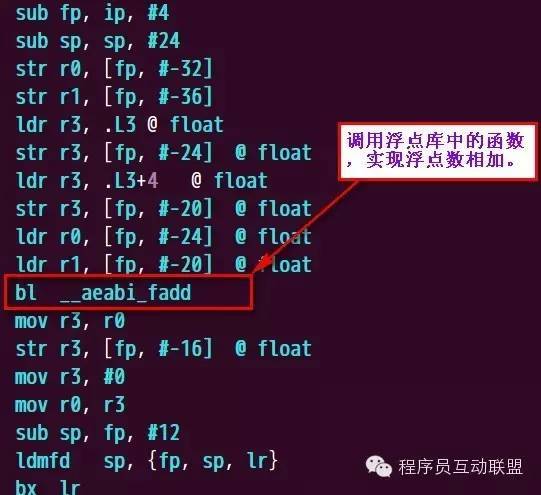 sub fp, ip, #4
sub sp, sp, #24
str r0, [fp, #-32]
str r1, [fp, #-36]
ldr r3, .L3 @ float
str r3, [fp, #-24] @ float
ldr r3, .L3+4 @ float
str r3, [fp, #-20] @ float
ldr r0, [fp, #-24] @ float
ldr r1, [fp, #-20] @ float
bl __aeabi_fadd
mov r3, r0
str r3, [fp, #-16] @ float
mov r3, #0
mov r0, r3
sub sp, fp, #12
ldmfd sp, {fp, sp, lr}
bx lr
调用浮点库中的函数
，实现浮点数相加。
程序员互动联盟